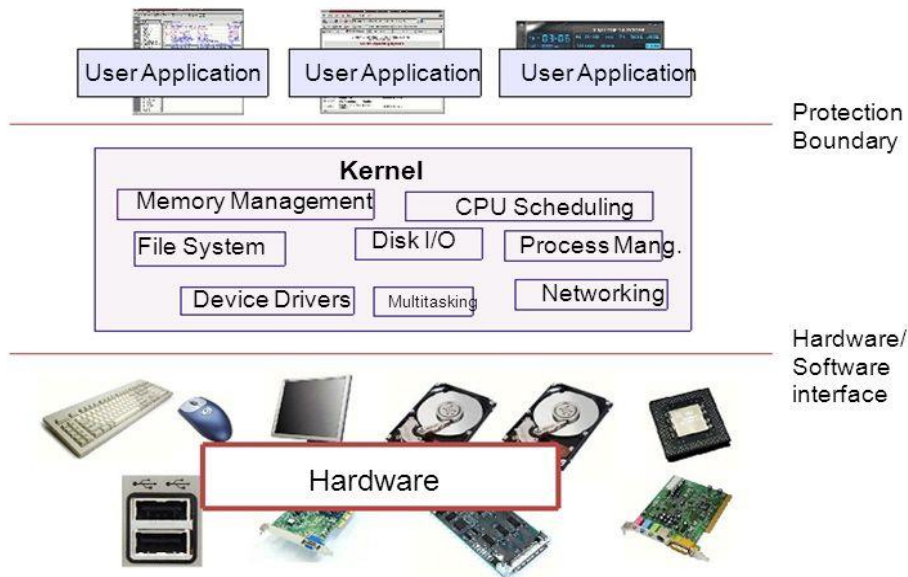 User Application
User Application
User Application
Protection
Boundary
Kernel
Memory Management
CPU Scheduling
File System
Disk I/O
Process Mang.
Device Drivers
Multitasking
Networking
Hardware/
Software
interface
Hardware